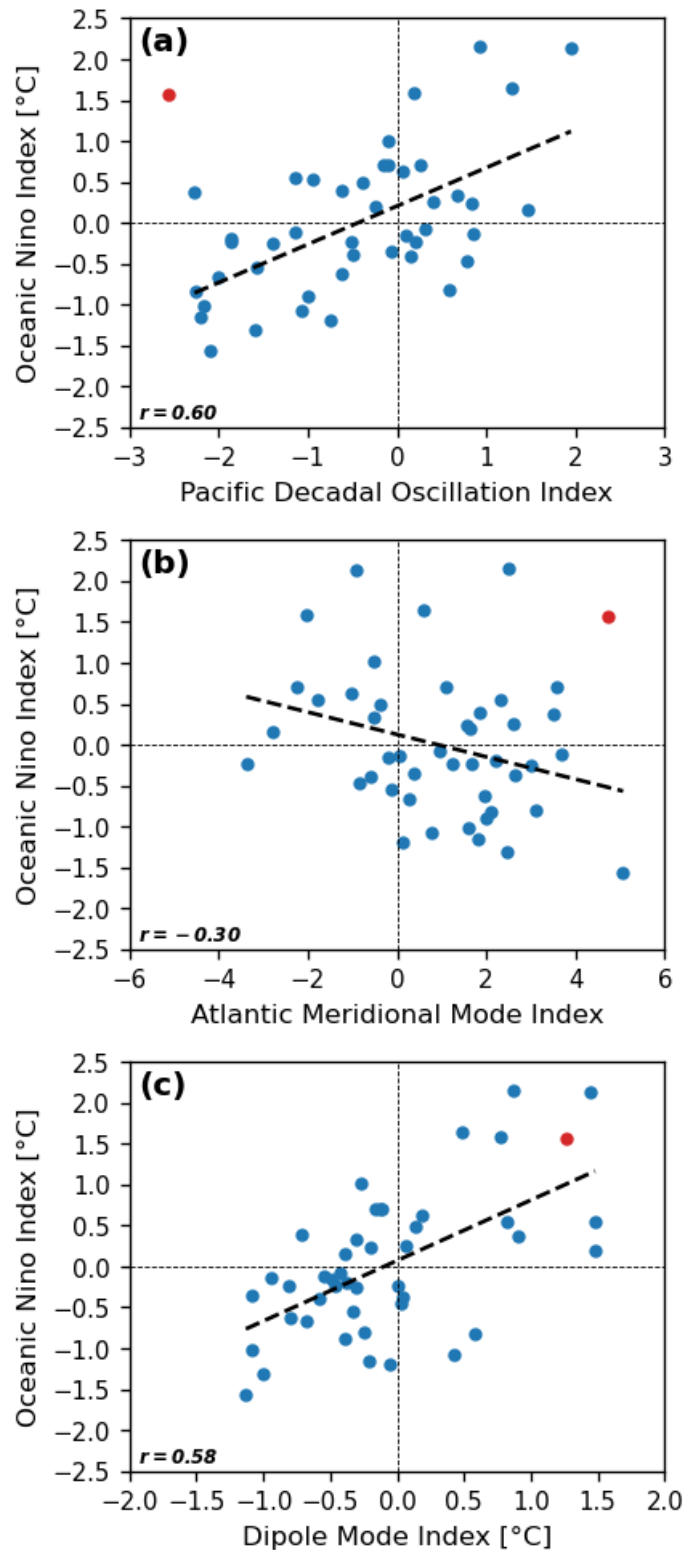 (a)
Oceanic Nino Index [°C]
2.5
2.0
1.5
1.0
0.5
0.0
−0.5
−1.0
−1.5
−2.0
−2.5
r = 0.60
−3 −2 −1 0 1 2 3
Pacific Decadal Oscillation Index
(b)
Oceanic Nino Index [°C]
2.5
2.0
1.5
1.0
0.5
0.0
−0.5
−1.0
−1.5
−2.0
−2.5
r = −0.30
−6 −4 −2 0 2 4 6
Atlantic Meridional Mode Index
(c)
Oceanic Nino Index [°C]
2.5
2.0
1.5
1.0
0.5
0.0
−0.5
−1.0
−1.5
−2.0
−2.5
r = 0.58
−2.0 −1.5 −1.0 −0.5 0.0 0.5 1.0 1.5 2.0
Dipole Mode Index [°C]